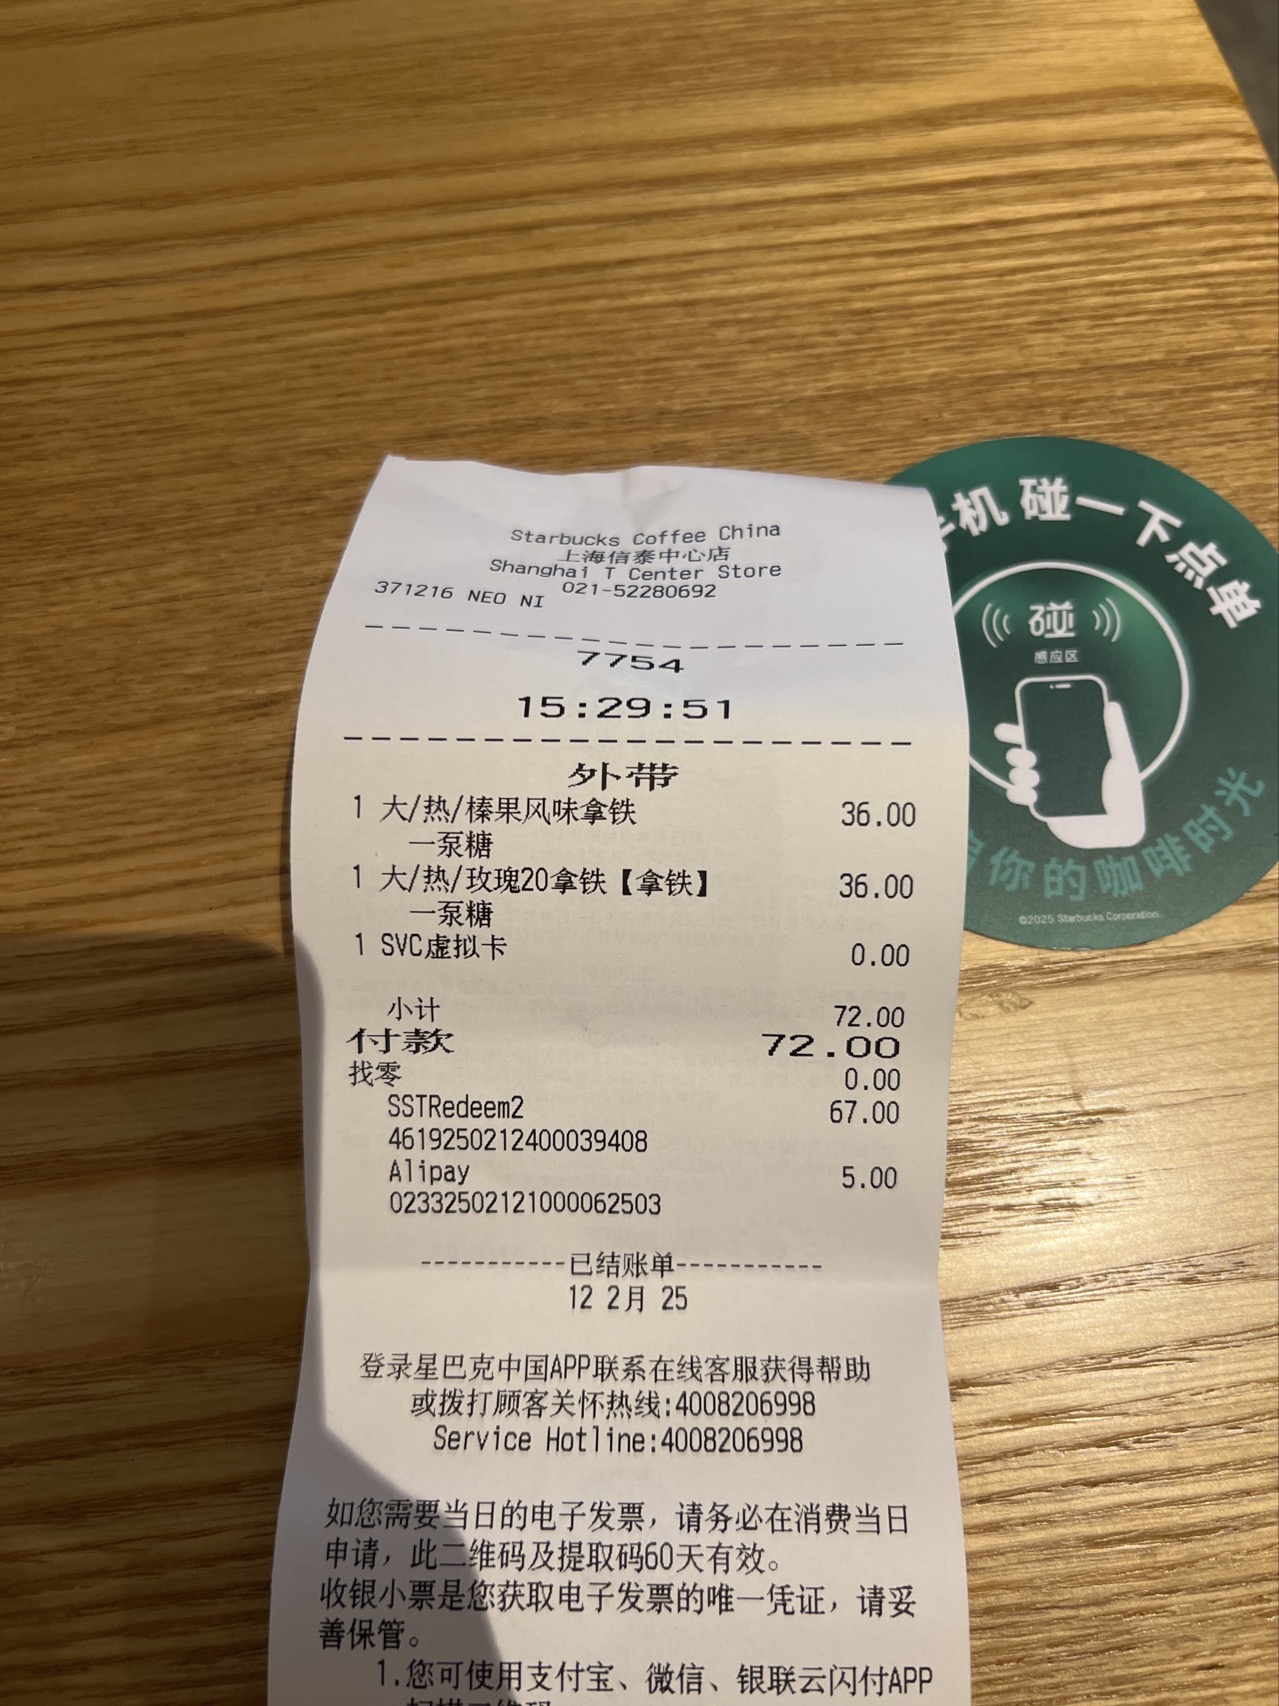 Starbucks Coffee China
上海信泰中心店
Shanghai T Center Store
021-52280692
371216 NEO NI
7754
15:29:51
外带
1 大/热/榛果风味拿铁 36.00
一泵糖
1 大/热/玫瑰20拿铁【拿铁】 36.00
一泵糖
1 SVC虚拟卡 0.00
小计 72.00
付款 72.00
找零 0.00
SSTRedeem2 67.00
4619250212400039408
Alipay 5.00
02332502121000062503
-----------已结账单-----------
12 2月 25
登录星巴克中国APP联系在线客服获得帮助
或拨打顾客关怀热线:4008206998
Service Hotline:4008206998
如您需要当日的电子发票，请务必在消费当日
申请，此二维码及提取码60天有效。
收银小票是您获取电子发票的唯一凭证，请妥
善保管。
1.您可使用支付宝、微信、银联云闪付APP
机 碰一下点单
碰
感应区
你的咖啡时光
©2025 Starbucks Corporation.